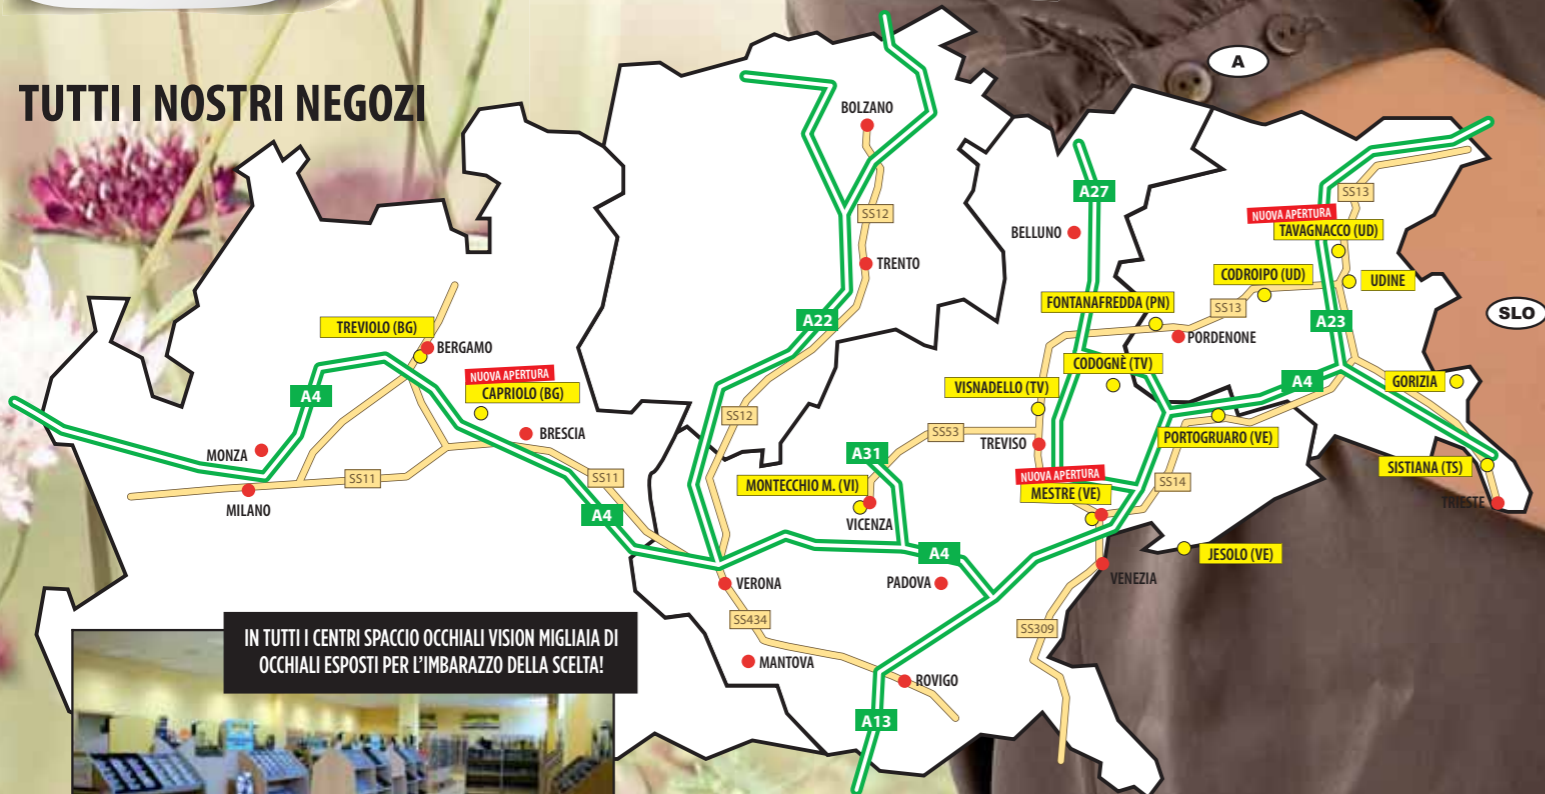 TUTTI I NOSTRI NEGOZI
A
BOLZANO
A27
SS13
NUOVA APERTURA
TAVAGNACCO (UD)
SS12
BELLUNO
TRENTO
CODROIPO (UD)
UDINE
FONTANAFREDDA (PN)
SS13
SLO
TREVIOLO (BG)
BERGAMO
A22
A23
PORDENONE
NUOVA APERTURA
CAPRIOLO (BG)
A4
CODOGNÈ (TV)
VISNADELLO (TV)
A4
GORIZIA
SS12
BRESCIA
SS53
TREVISO
PORTOGRUARO (VE)
MONZA
A31
SISTIANA (TS)
SS11
SS11
NUOVA APERTURA
MESTRE (VE)
SS14
MONTECCHIO M. (VI)
TRIESTE
MILANO
A4
VICENZA
A4
JESOLO (VE)
VERONA
PADOVA
VENEZIA
SS434
SS309
IN TUTTI I CENTRI SPACCIO OCCHIALI VISION MIGLIAIA DI
OCCHIALI ESPOSTI PER L'IMBARAZZO DELLA SCELTA!
MANTOVA
ROVIGO
A13